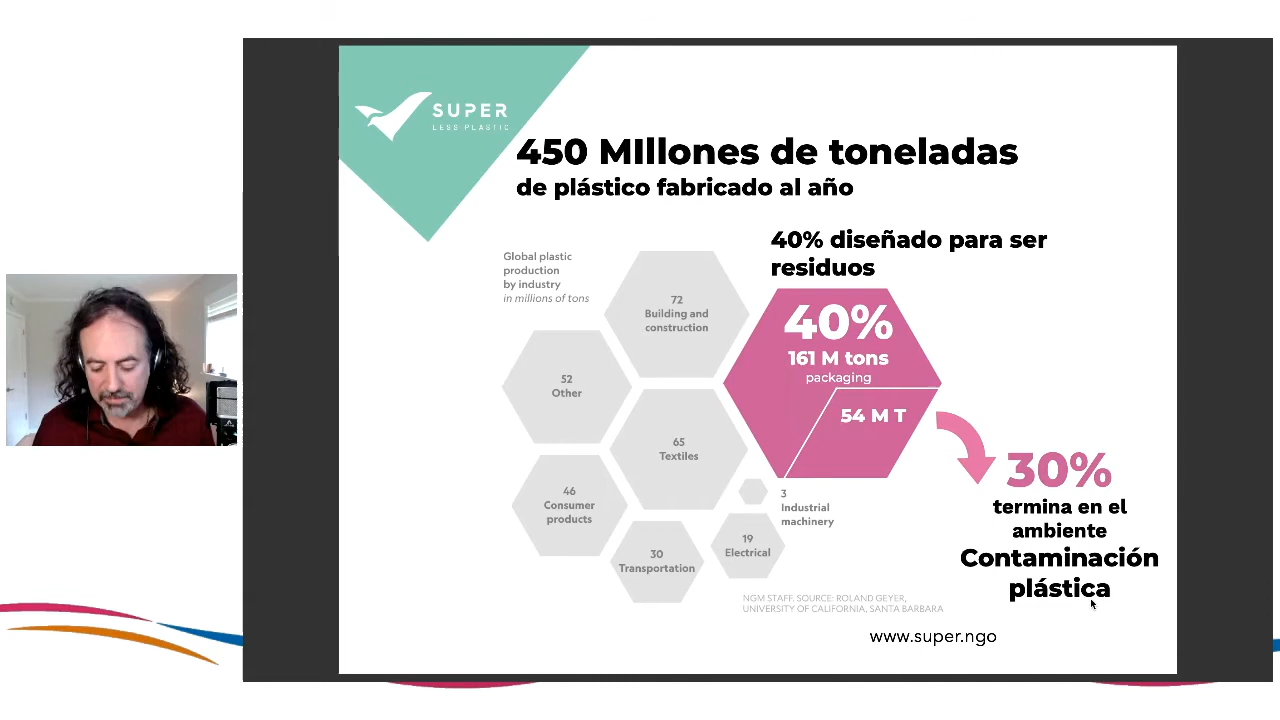 SUPER
LESS PLASTIC
450 MIllones de toneladas
de plástico fabricado al año
40% diseñado para ser
residuos
Global plastic
production
by industry
in millions of tons
72
Building and
construction
40%
161 M tons
packaging
52
Other
54 M T
65
Textiles
30%
termina en el
ambiente
Contaminación
plástica
46
Consumer
products
3
Industrial
machinery
19
Electrical
30
Transportation
NGM STAFF. SOURCE: ROLAND GEYER,
UNIVERSITY OF CALIFORNIA, SANTA BARBARA
www.super.ngo